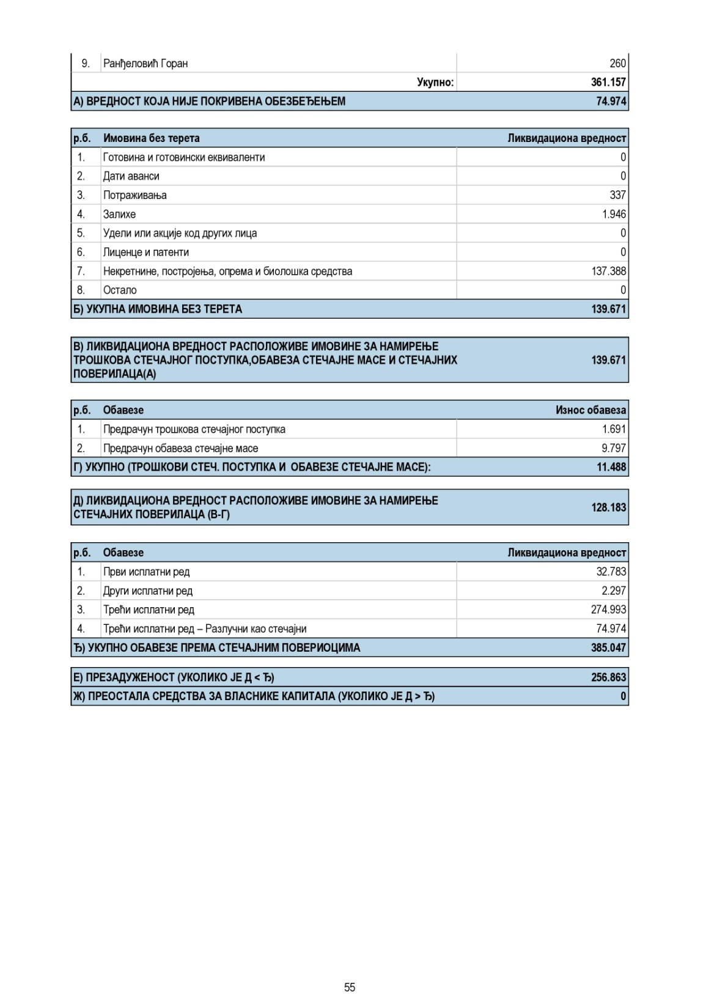 9. Ранђеловић Горан 260
Укупно: 361.157
А) ВРЕДНОСТ КОЈА НИЈЕ ПОКРИВЕНА ОБЕЗБЕЂЕЊЕМ 74.974
р.б. Имовина без терета Ликвидациона вредност
1. Готовина и готовински еквиваленти 0
2. Дати аванси 0
3. Потраживања 337
4. Залихе 1.946
5. Удели или акције код других лица 0
6. Лиценце и патенти 0
7. Некретнине, постројења, опрема и биолошка средства 137.388
8. Остало 0
Б) УКУПНА ИМОВИНА БЕЗ ТЕРЕТА 139.671
В) ЛИКВИДАЦИОНА ВРЕДНОСТ РАСПОЛОЖИВЕ ИМОВИНЕ ЗА НАМИРЕЊЕ
ТРОШКОВА СТЕЧАЈНОГ ПОСТУПКА,ОБАВЕЗА СТЕЧАЈНЕ МАСЕ И СТЕЧАЈНИХ 139.671
ПОВЕРИЛАЦА(А)
р.б. Обавезе Износ обавеза
1. Предрачун трошкова стечајног поступка 1.691
2. Предрачун обавеза стечајне масе 9.797
Г) УКУПНО (ТРОШКОВИ СТЕЧ. ПОСТУПКА И ОБАВЕЗЕ СТЕЧАЈНЕ МАСЕ): 11.488
Д) ЛИКВИДАЦИОНА ВРЕДНОСТ РАСПОЛОЖИВЕ ИМОВИНЕ ЗА НАМИРЕЊЕ
СТЕЧАЈНИХ ПОВЕРИЛАЦА (В-Г) 128.183
р.б. Обавезе Ликвидациона вредност
1. Први исплатни ред 32.783
2. Други исплатни ред 2.297
3. Трећи исплатни ред 274.993
4. Трећи исплатни ред – Разлучни као стечајни 74.974
Ђ) УКУПНО ОБАВЕЗЕ ПРЕМА СТЕЧАЈНИМ ПОВЕРИОЦИМА 385.047
Е) ПРЕЗАДУЖЕНОСТ (УКОЛИКО ЈЕ Д < Ђ) 256.863
Ж) ПРЕОСТАЛА СРЕДСТВА ЗА ВЛАСНИКЕ КАПИТАЛА (УКОЛИКО ЈЕ Д > Ђ) 0
55